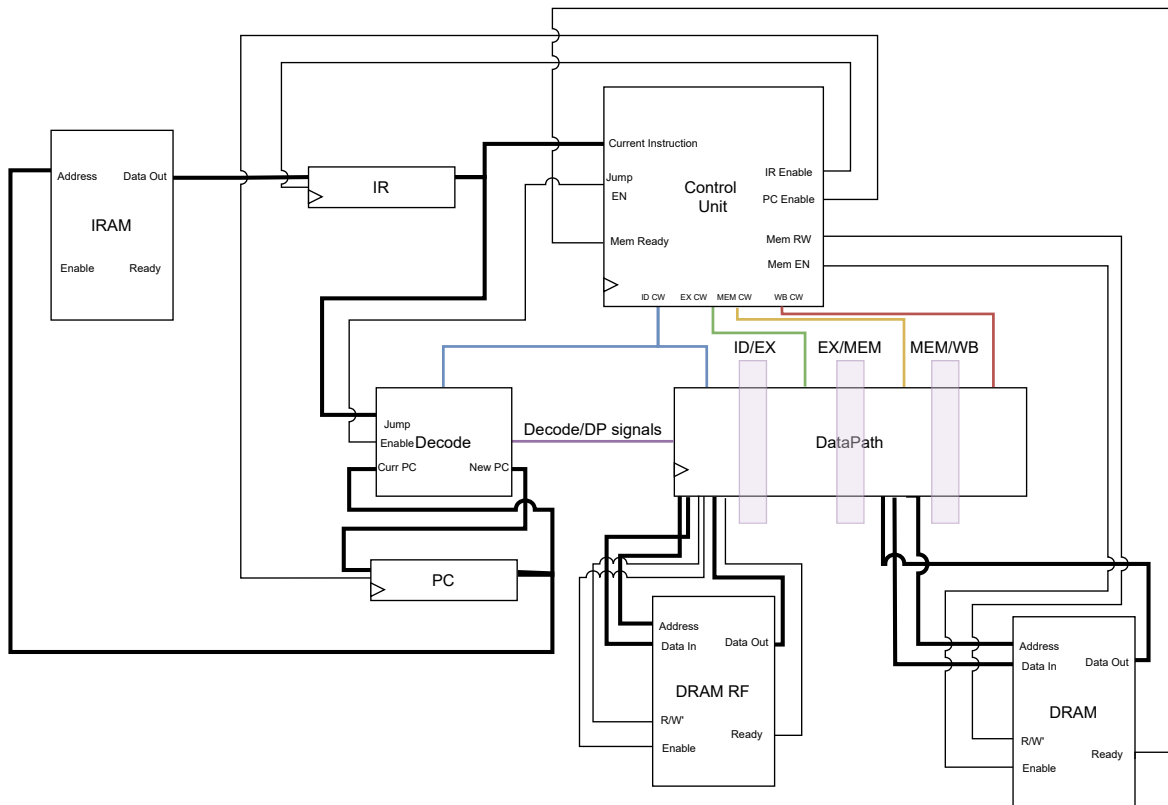 Address
Data Out
IRAM
Enable
Ready
IR
Current Instruction
Jump
EN
Control
Unit
IR Enable
PC Enable
Mem RW
Mem Ready
Mem EN
ID CW
EX CW
MEM CW
WB CW
ID/EX
EX/MEM
MEM/WB
Jump
Enable
Decode
Curr PC
New PC
Decode/DP signals
DataPath
PC
Address
Data In
Data Out
DRAM RF
R/W'
Enable
Ready
Address
Data In
Data Out
DRAM
R/W'
Enable
Ready